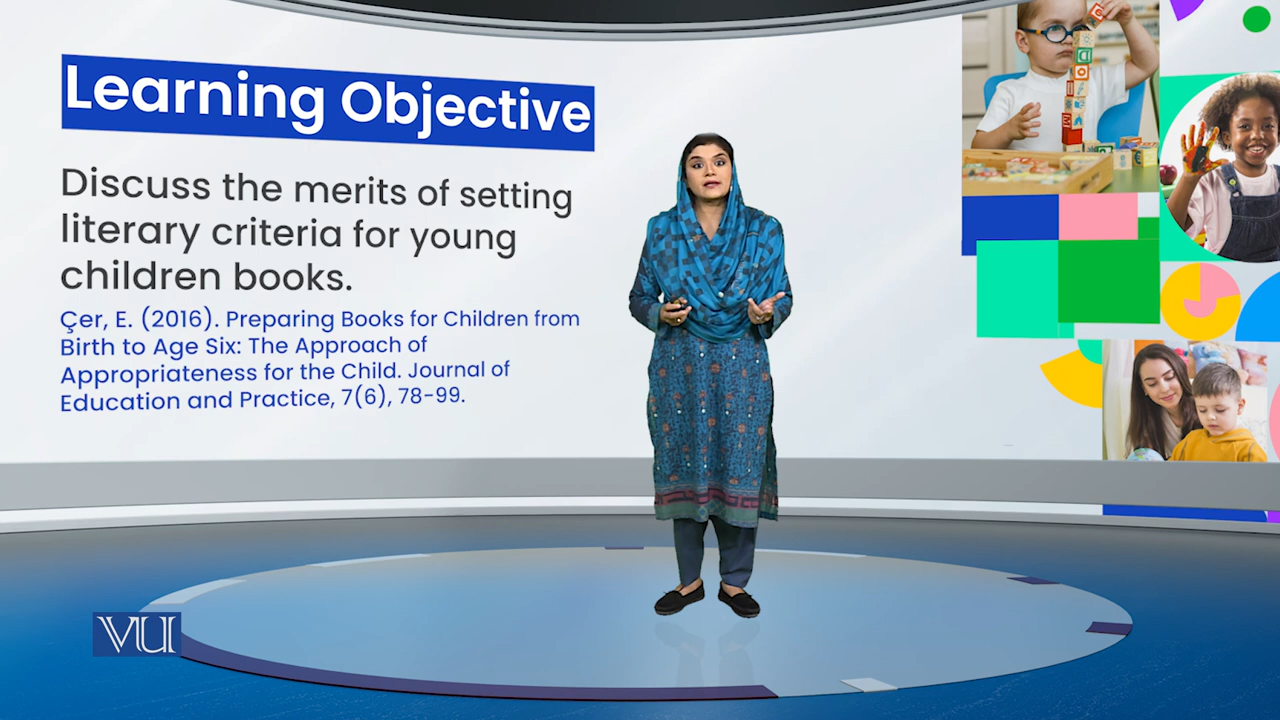 Learning Objective
Discuss the merits of setting
literary criteria for young
children books.
Çer, E. (2016). Preparing Books for Children from
Birth to Age Six: The Approach of
Appropriateness for the Child. Journal of
Education and Practice, 7(6), 78-99.
VU